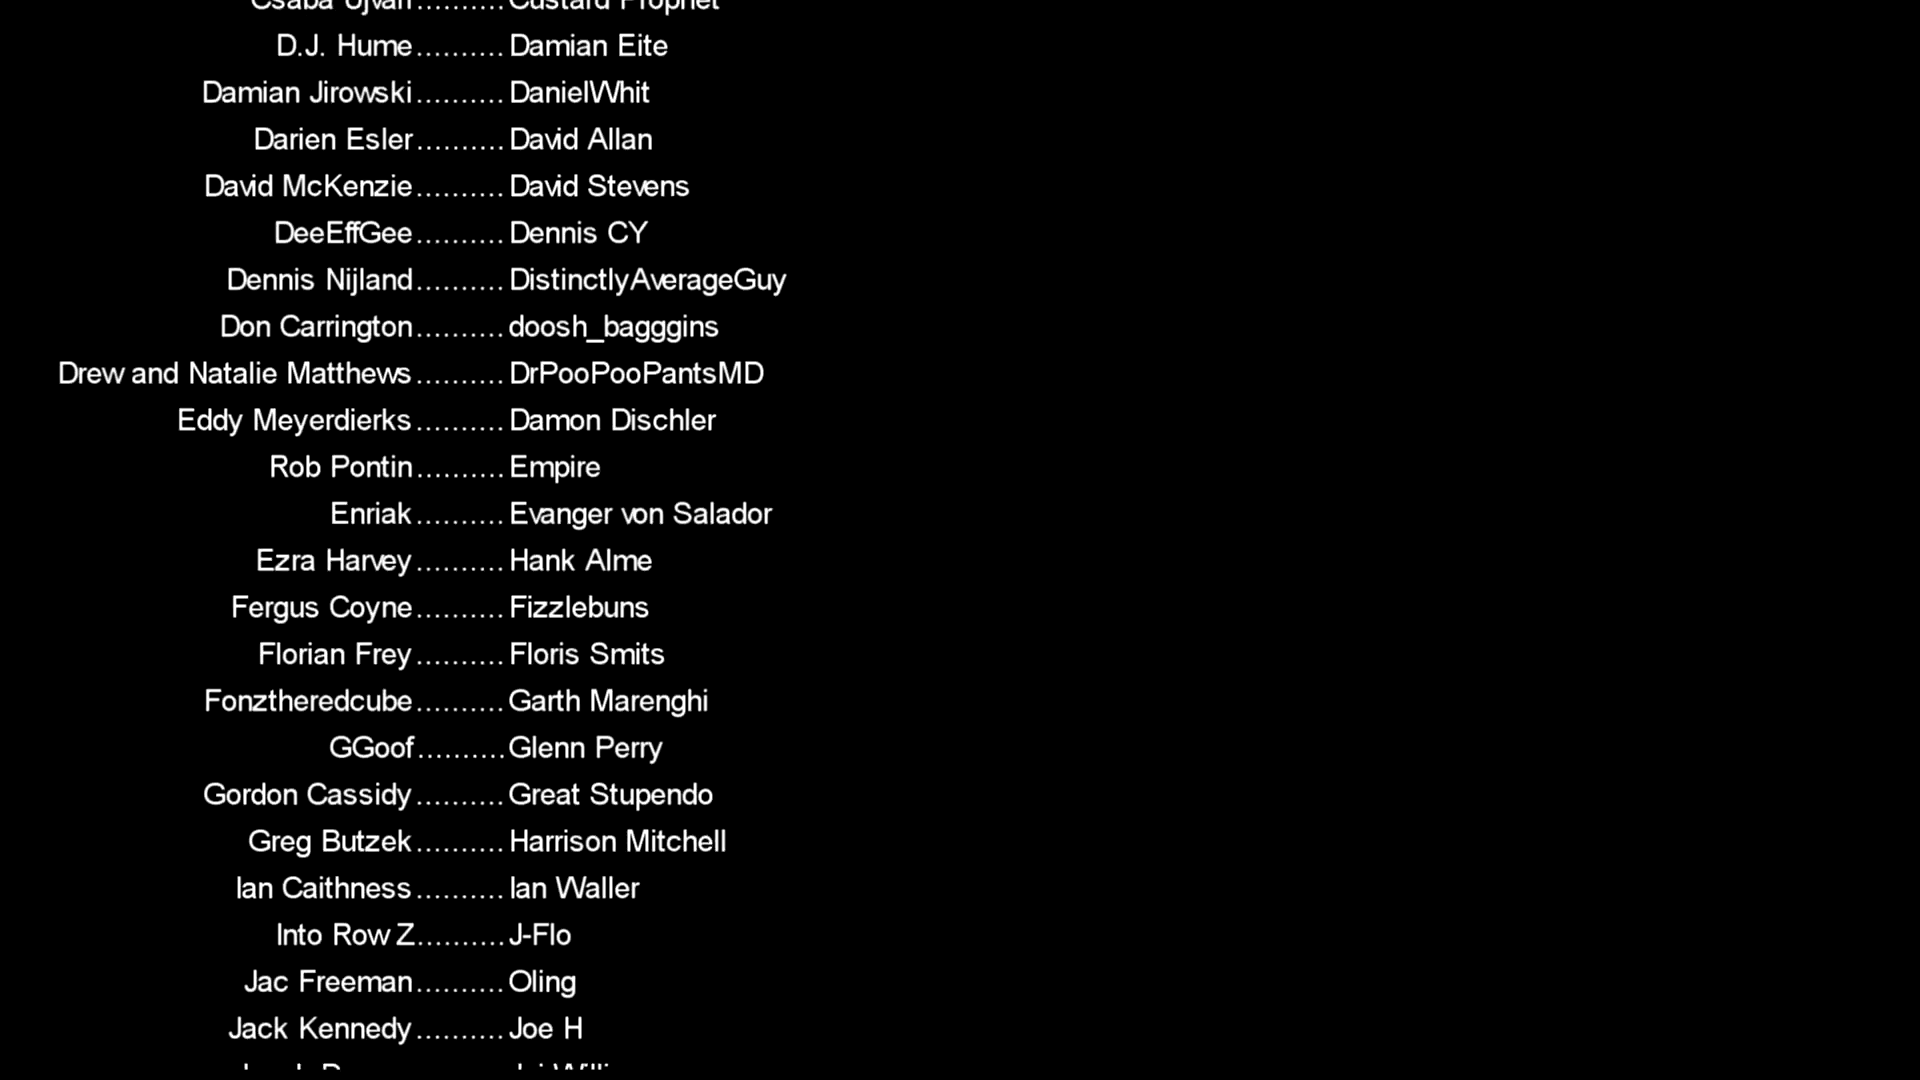 Csaba Ujvari..........Custard Prophet
D.J. Hume..........Damian Eite
Damian Jirowski..........DanielWhit
Darien Esler..........David Allan
David McKenzie..........David Stevens
DeeEffGee..........Dennis CY
Dennis Nijland..........DistinctlyAverageGuy
Don Carrington..........doosh_bagggins
Drew and Natalie Matthews..........DrPooPooPantsMD
Eddy Meyerdierks..........Damon Dischler
Rob Pontin..........Empire
Enriak..........Evanger von Salador
Ezra Harvey..........Hank Alme
Fergus Coyne..........Fizzlebuns
Florian Frey..........Floris Smits
Fonztheredcube..........Garth Marenghi
GGoof..........Glenn Perry
Gordon Cassidy..........Great Stupendo
Greg Butzek..........Harrison Mitchell
Ian Caithness..........Ian Waller
Into Row Z..........J-Flo
Jac Freeman..........Oling
Jack Kennedy..........Joe H